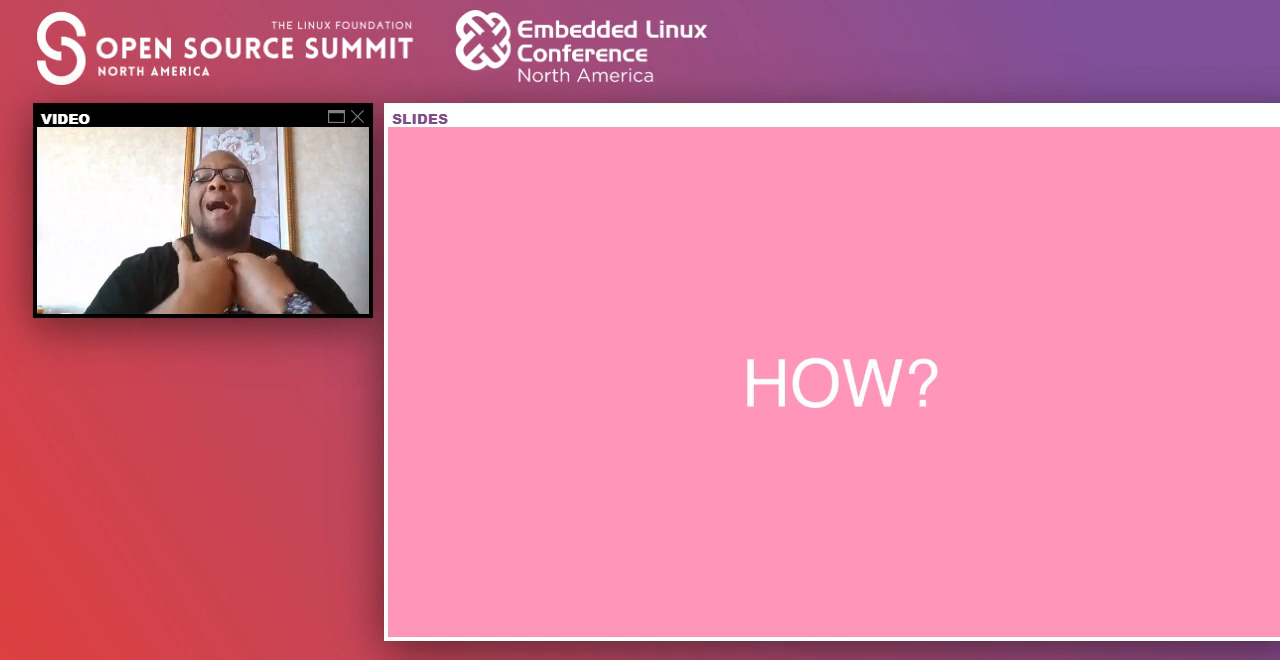 THE LINUX FOUNDATION
OPEN SOURCE SUMMIT
NORTH AMERICA
Embedded Linux
Conference
North America
VIDEO
SLIDES
HOW?